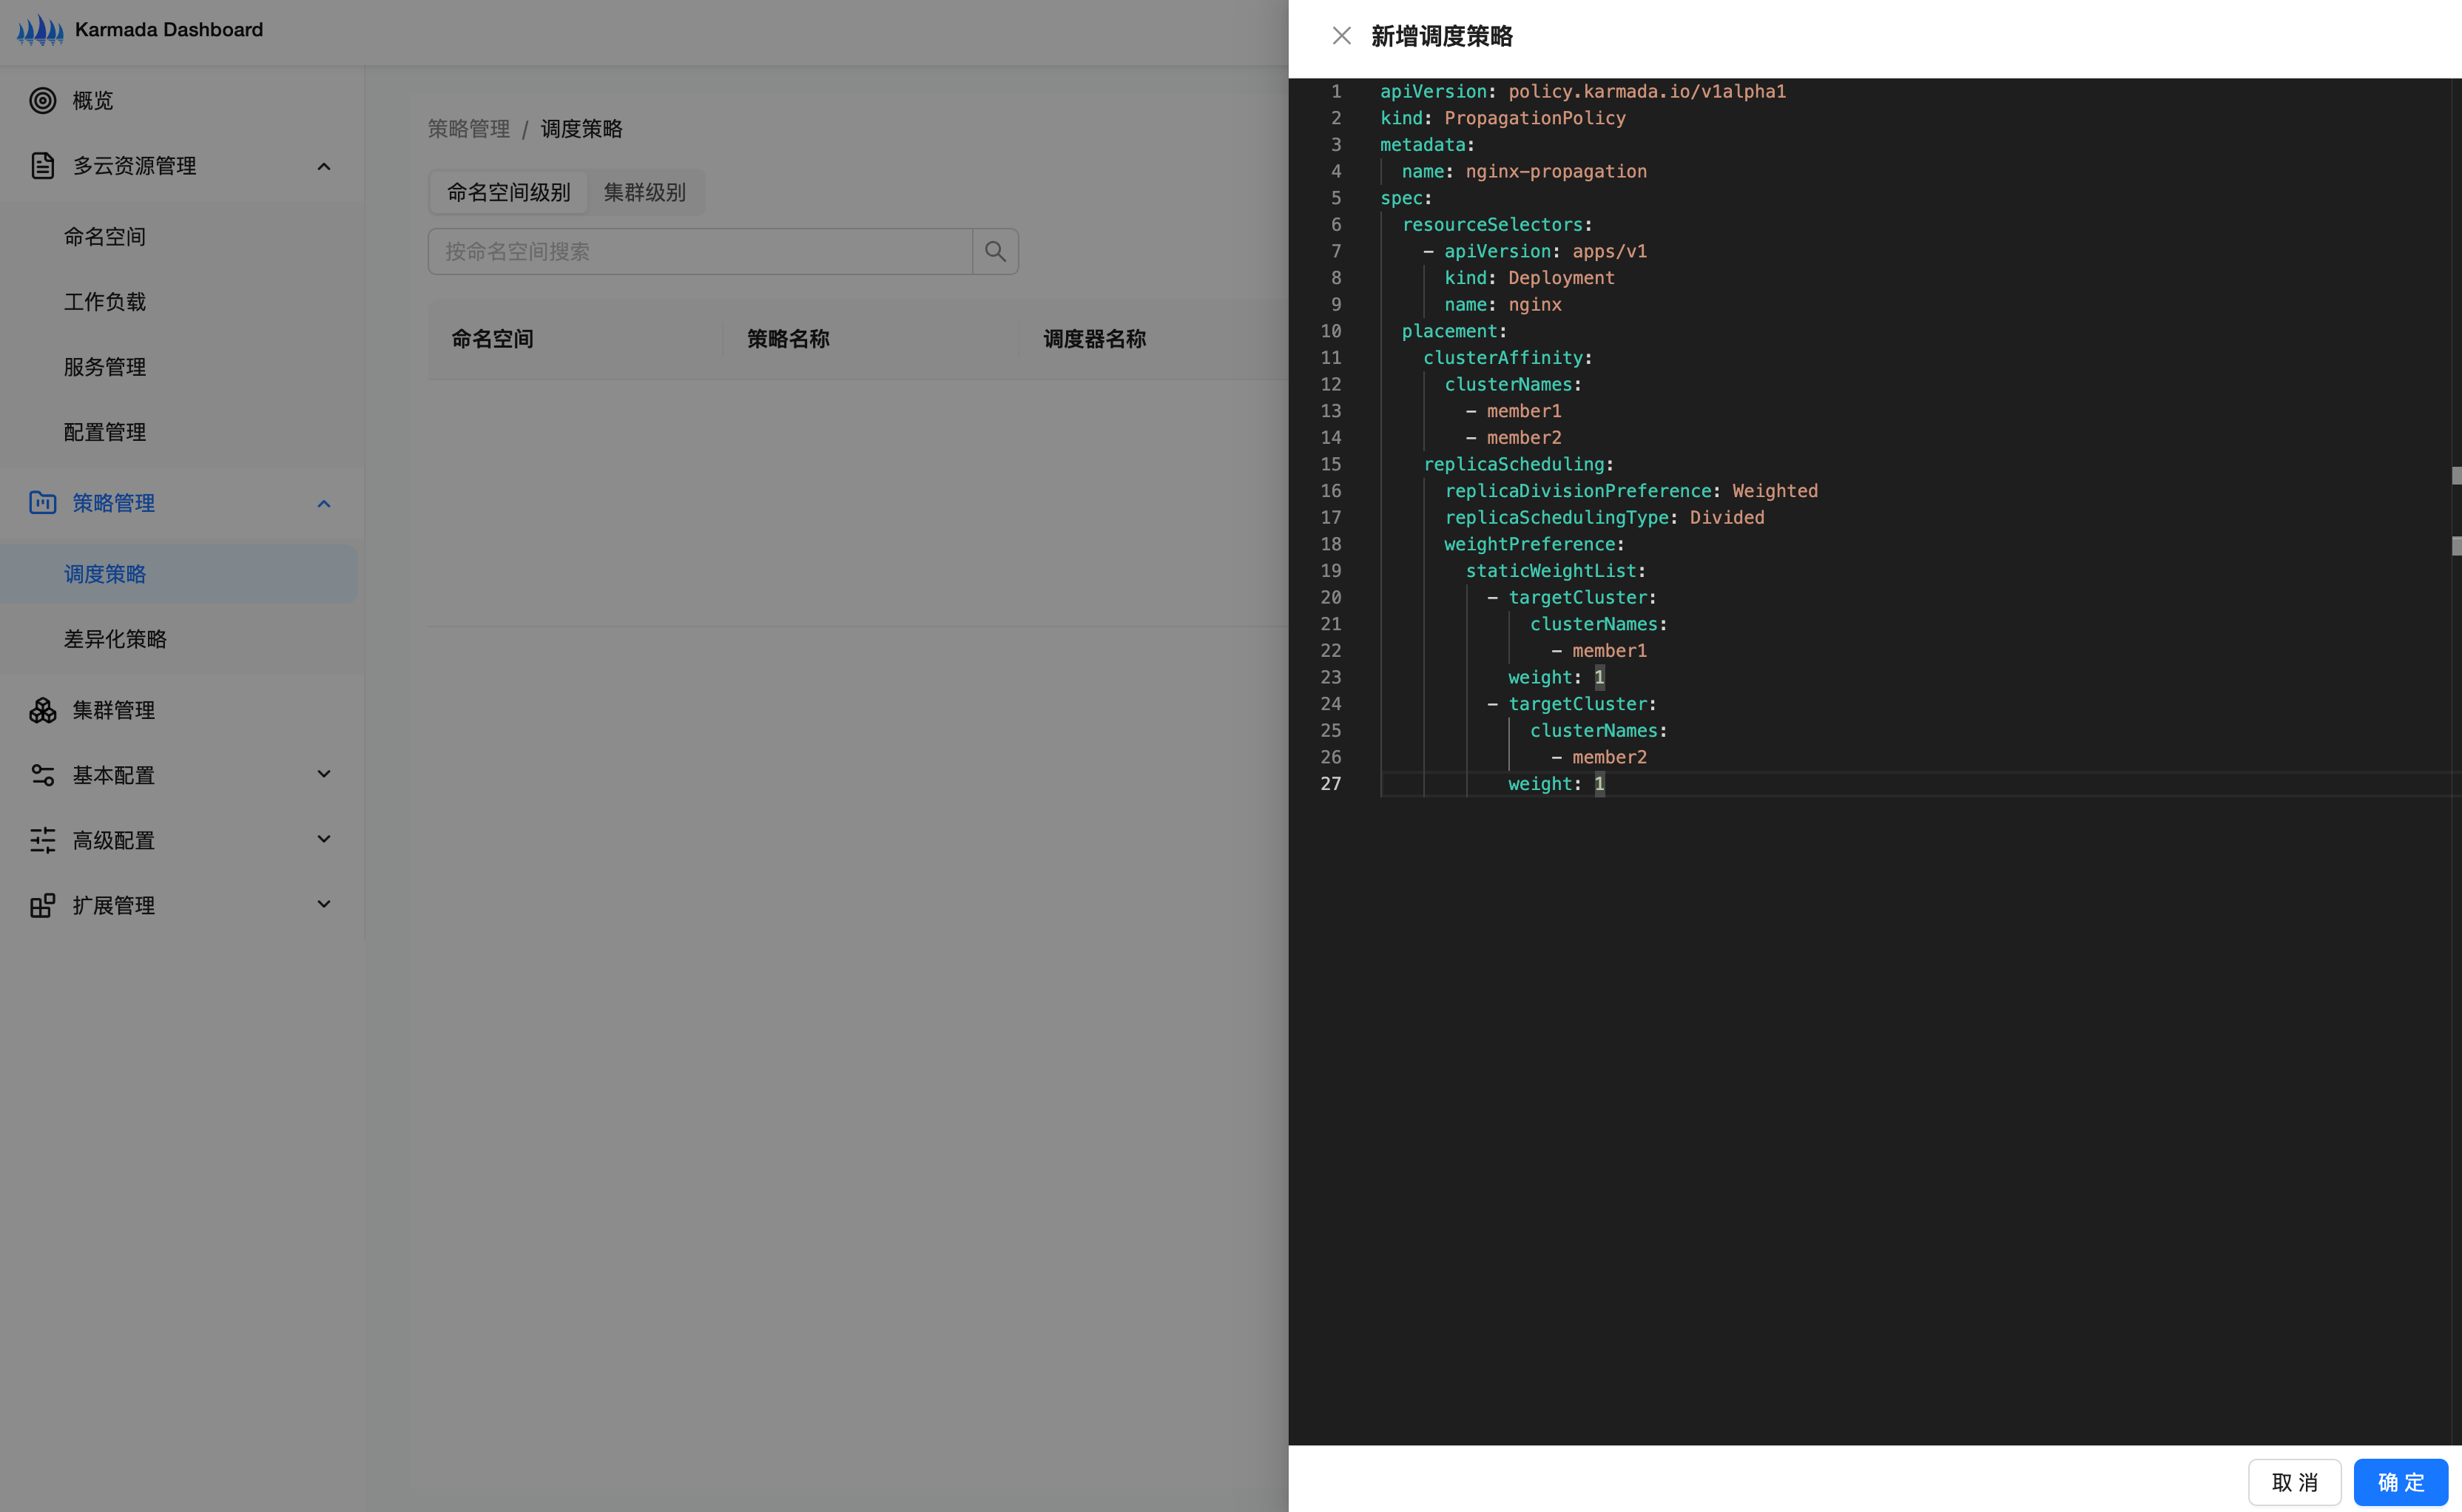 Karmada Dashboard
概览
多云资源管理
命名空间
工作负载
服务管理
配置管理
策略管理
调度策略
差异化策略
集群管理
基本配置
高级配置
扩展管理
策略管理 / 调度策略
命名空间级别 集群级别
按命名空间搜索
命名空间 策略名称 调度器名称
新增调度策略
1 apiVersion: policy.karmada.io/v1alpha1
2 kind: PropagationPolicy
3 metadata:
4   name: nginx-propagation
5 spec:
6   resourceSelectors:
7     - apiVersion: apps/v1
8       kind: Deployment
9       name: nginx
10   placement:
11     clusterAffinity:
12       clusterNames:
13         - member1
14         - member2
15     replicaScheduling:
16       replicaDivisionPreference: Weighted
17       replicaSchedulingType: Divided
18       weightPreference:
19         staticWeightList:
20           - targetCluster:
21               clusterNames:
22                 - member1
23             weight: 1
24           - targetCluster:
25               clusterNames:
26                 - member2
27             weight: 1
取 消 确 定